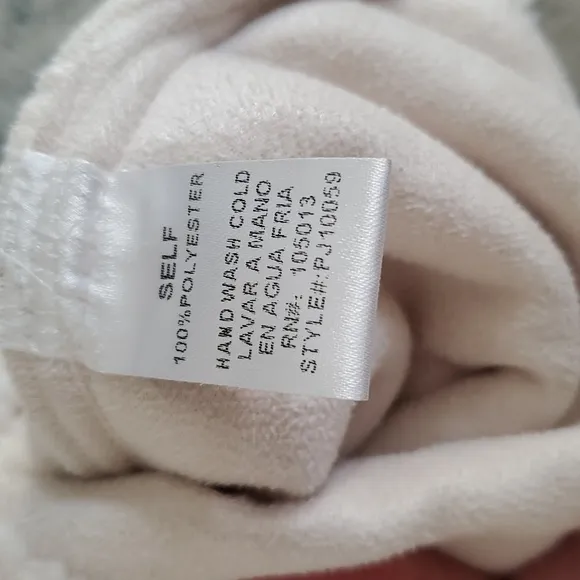 SELF
100%POLYESTER
HANDWASH COLD
LAVAR A MANO
EN AGUA FRIA
RN#: 105013
STYLE#:PJ10059